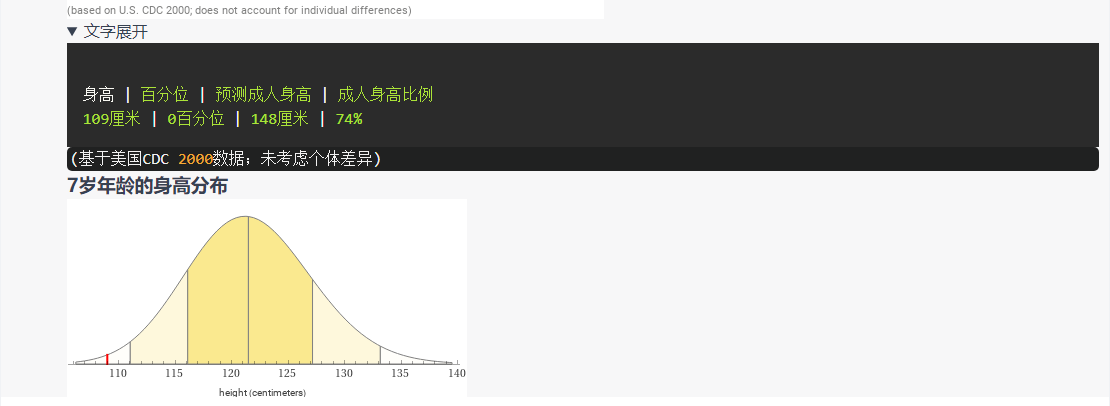 (based on U.S. CDC 2000; does not account for individual differences)
▼ 文字展开
身高 | 百分位 | 预测成人身高 | 成人身高比例
109厘米 | 0百分位 | 148厘米 | 74%
(基于美国CDC 2000数据; 未考虑个体差异)
7岁年龄的身高分布
110 115 120 125 130 135 140
height (centimeters)